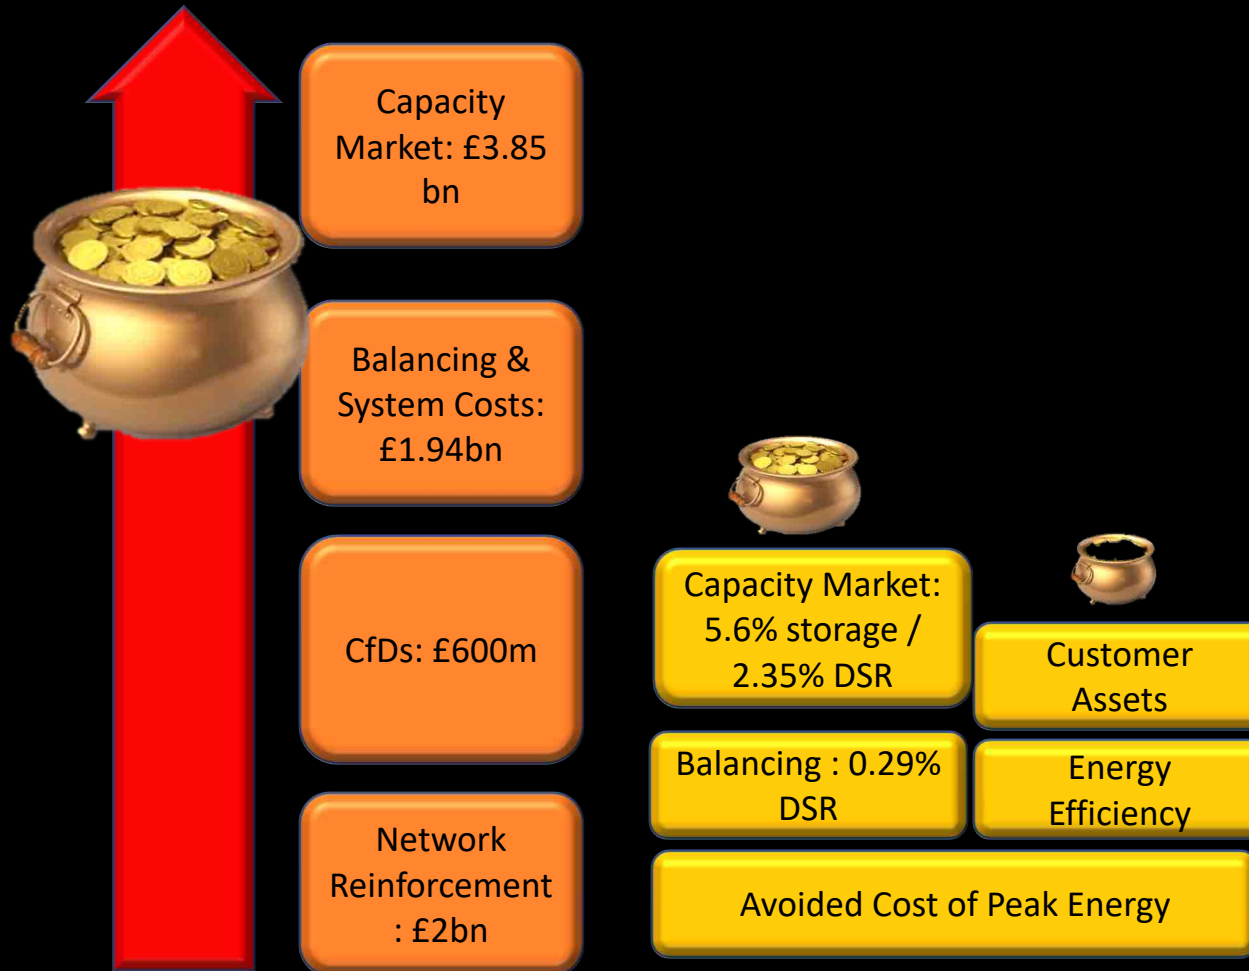 Capacity
Market: £3.85
bn
Balancing &
System Costs:
£1.94bn
CfDs: £600m
Network
Reinforcement
: £2bn
Capacity Market:
5.6% storage /
2.35% DSR
Customer
Assets
Balancing : 0.29%
DSR
Energy
Efficiency
Avoided Cost of Peak Energy